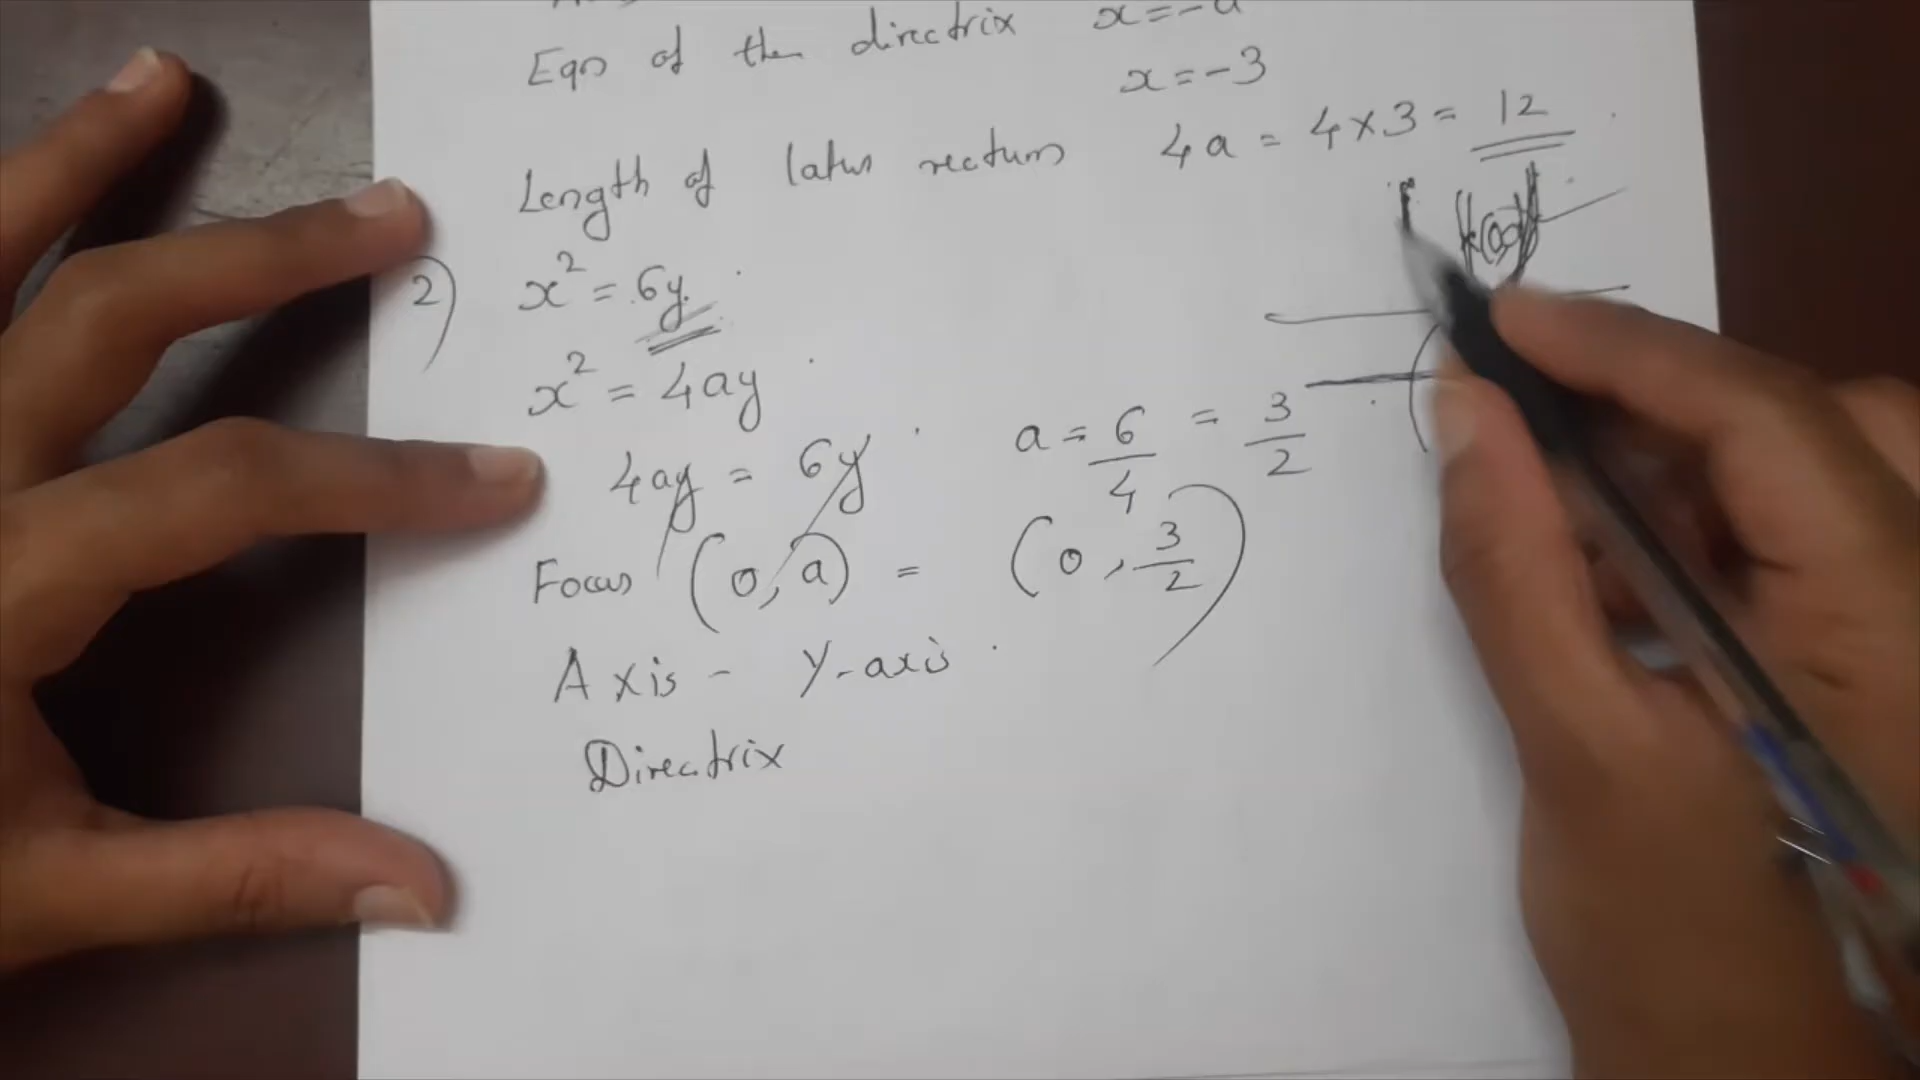 Eqn of the directrix x = -a
x = -3
Length of latus rectum 4a = 4 × 3 = 12
2) x² = 6y
x² = 4ay
4ay = 6y a = 6/4 = 3/2
Focus (0, a) = (0, 3/2)
Axis - Y-axis
Directrix